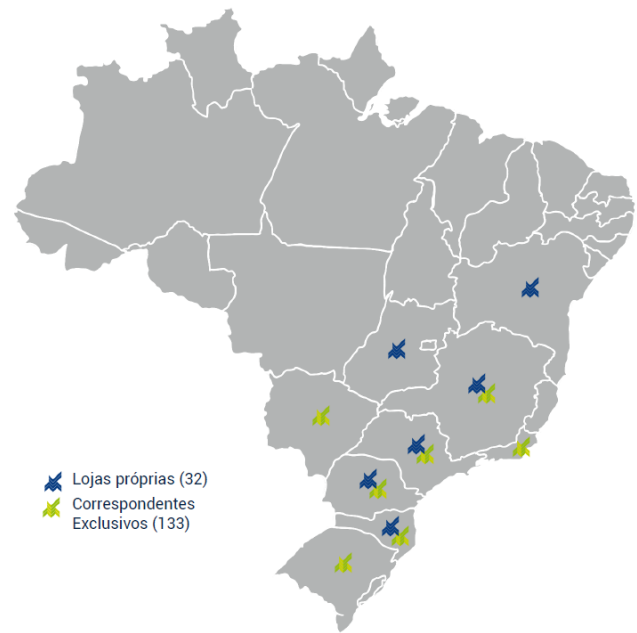 Lojas próprias (32)
Correspondentes
Exclusivos (133)